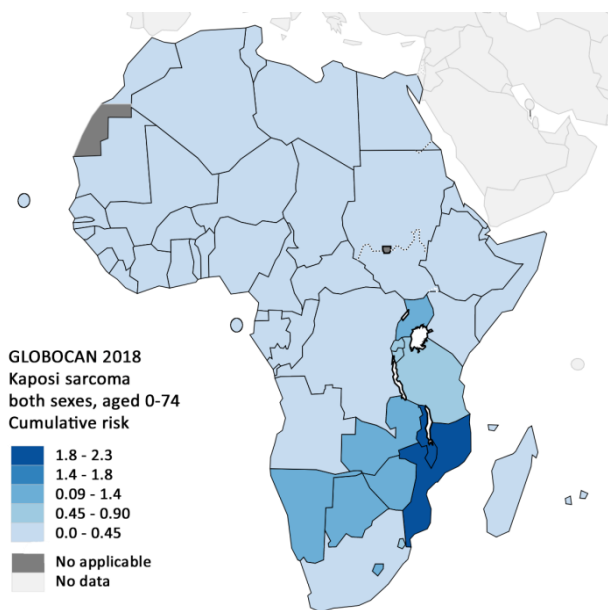 GLOBOCAN 2018
Kaposi sarcoma
both sexes, aged 0-74
Cumulative risk
1.8 - 2.3
1.4 - 1.8
0.09 - 1.4
0.45 - 0.90
0.0 - 0.45
No applicable
No data